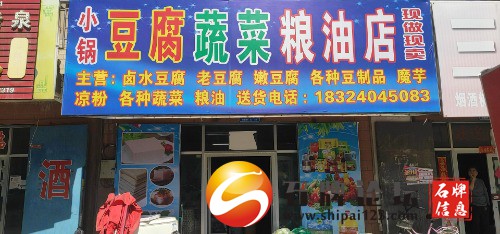 小锅
豆腐蔬菜粮油店
现做现卖
主营：卤水豆腐 老豆腐 嫩豆腐 各种豆制品 魔芋
凉粉 各种蔬菜 粮油 送货电话：18324045083
泉
酒
烟酒
石牌
信息
www.shipai123.com